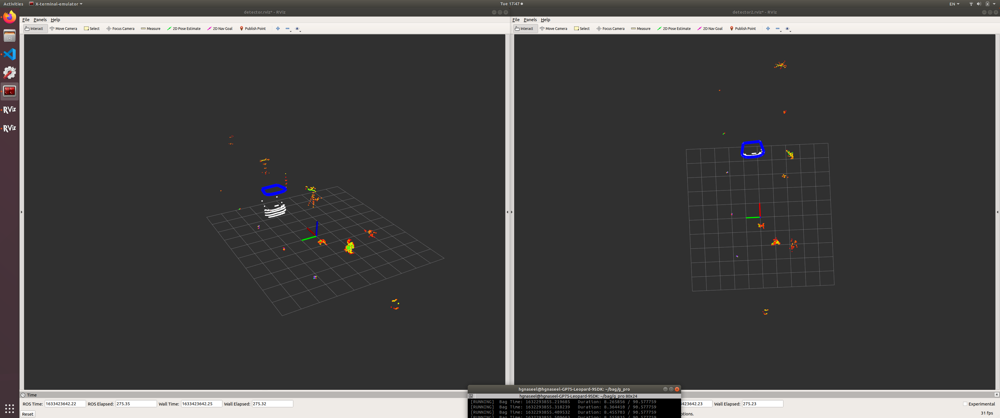 Activities X-terminal-emulator Tue 17:47 EN
detector.rviz* - RViz
File Panels Help
Interact Move Camera Select Focus Camera Measure 2D Pose Estimate 2D Nav Goal Publish Point
detector2.rviz* - RViz
File Panels Help
Interact Move Camera Select Focus Camera Measure 2D Pose Estimate 2D Nav Goal Publish Point
RViz
RViz
Time
ROS Time: 1633423642.22 ROS Elapsed: 275.35 Wall Time: 1633423642.25 Wall Elapsed: 275.32
Reset
hgnaseel@hgnaseel-GP75-Leopard-9SDK: ~/bag/g_pro
hgnaseel@hgnaseel-GP75-Leopard-9SDK: ~/bag/g_pro 80x24
[RUNNING] Bag Time: 1632293855.219685 Duration: 8.265856 / 90.577759
[RUNNING] Bag Time: 1632293855.318239 Duration: 8.364410 / 90.577759
[RUNNING] Bag Time: 1632293855.409532 Duration: 8.455703 / 90.577759
[RUNNING] Bag Time: 1632293855.509663 Duration: 8.555835 / 90.577759
423642.23 Wall Elapsed: 275.23 Experimental
ptions. 31 fps